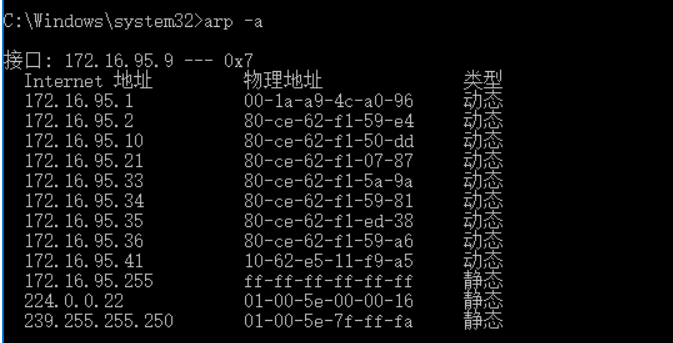 C:\Windows\system32>arp -a
接口: 172.16.95.9 --- 0x7
Internet 地址 物理地址 类型
172.16.95.1 00-1a-a9-4c-a0-96 动态
172.16.95.2 80-ce-62-f1-59-e4 动态
172.16.95.10 80-ce-62-f1-50-dd 动态
172.16.95.21 80-ce-62-f1-07-87 动态
172.16.95.33 80-ce-62-f1-5a-9a 动态
172.16.95.34 80-ce-62-f1-59-81 动态
172.16.95.35 80-ce-62-f1-ed-38 动态
172.16.95.36 80-ce-62-f1-59-a6 动态
172.16.95.41 10-62-e5-11-f9-a5 动态
172.16.95.255 ff-ff-ff-ff-ff-ff 静态
224.0.0.22 01-00-5e-00-00-16 静态
239.255.255.250 01-00-5e-7f-ff-fa 静态